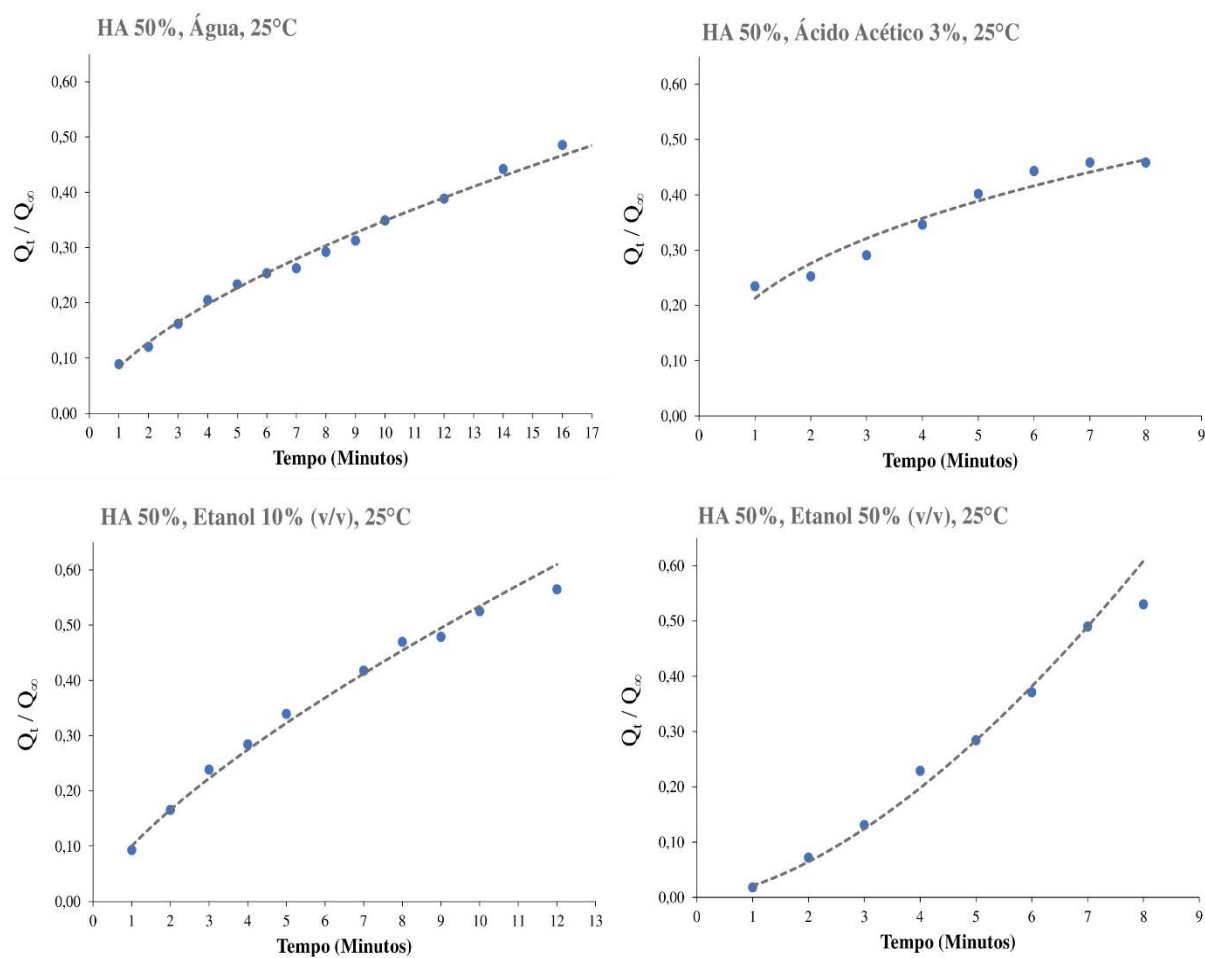 HA 50%, Água, 25°C
Qt / Q∞
0,60
0,50
0,40
0,30
0,20
0,10
0,00
0 1 2 3 4 5 6 7 8 9 10 11 12 13 14 15 16 17
Tempo (Minutos)
HA 50%, Ácido Acético 3%, 25°C
Qt / Q∞
0,60
0,50
0,40
0,30
0,20
0,10
0,00
0 1 2 3 4 5 6 7 8 9
Tempo (Minutos)
HA 50%, Etanol 10% (v/v), 25°C
Qt / Q∞
0,60
0,50
0,40
0,30
0,20
0,10
0,00
0 1 2 3 4 5 6 7 8 9 10 11 12 13
Tempo (Minutos)
HA 50%, Etanol 50% (v/v), 25°C
Qt / Q∞
0,60
0,50
0,40
0,30
0,20
0,10
0,00
0 1 2 3 4 5 6 7 8 9
Tempo (Minutos)